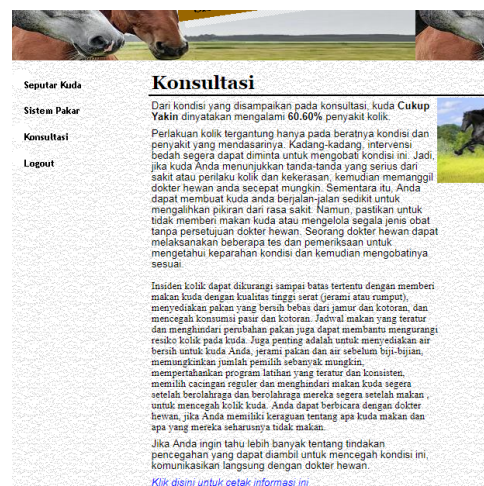 Seputar Kuda
Sistem Pakar
Konsultasi
Logout
Konsultasi
Dari kondisi yang disampaikan pada konsultasi, kuda Cukup
Yakin dinyatakan mengalami 60.60% penyakit kolik.
Perlakuan kolik tergantung hanya pada beratnya kondisi dan
penyakit yang mendasarinya. Kadang-kadang, intervensi
bedah segera dapat diminta untuk mengobati kondisi ini. Jadi,
jika kuda Anda menunjukkan tanda-tanda yang serius dari
sakit atau perilaku kolik dan kekerasan, kemudian memanggil
dokter hewan anda secepat mungkin. Sementara itu, Anda
dapat membuat kuda anda berjalan-jalan sedikit untuk
mengalihkan pikiran dari rasa sakit. Namun, pastikan untuk
tidak memberi makan kuda atau mengelola segala jenis obat
tanpa persetujuan dokter hewan. Seorang dokter hewan dapat
melaksanakan beberapa tes dan pemeriksaan untuk
mengetahui keparahan kondisi dan kemudian mengobatinya
sesuai.
Insiden kolik dapat dikurangi sampai batas tertentu dengan memberi
makan kuda dengan kualitas tinggi serat (jerami atau rumput),
menyediakan pakan yang bersih bebas dari jamur dan kotoran, dan
mencegah konsumsi pasir dan kotoran. Jadwal makan yang teratur
dan menghindari perubahan pakan juga dapat membantu mengurangi
resiko kolik pada kuda. Juga penting adalah untuk menyediakan air
bersih untuk kuda Anda, jerami pakan dan air sebelum biji-bijian,
memungkinkan jumlah pemilih sebanyak mungkin,
mempertahankan program latihan yang teratur dan konsisten,
memilih cacingan reguler dan menghindari makan kuda segera
setelah berolahraga dan berolahraga mereka segera setelah makan ,
untuk mencegah kolik kuda. Anda dapat berbicara dengan dokter
hewan, jika Anda memiliki keraguan tentang apa kuda makan dan
apa yang mereka seharusnya tidak makan.
Jika Anda ingin tahu lebih banyak tentang tindakan
pencegahan yang dapat diambil untuk mencegah kondisi ini,
komunikasikan langsung dengan dokter hewan.
Klik disini untuk cetak informasi ini